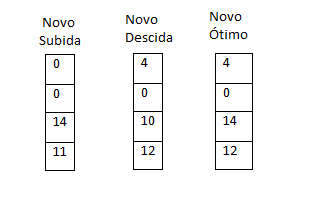 Novo Subida
Novo Descida
Novo Ótimo
0 4 4
0 0 0
14 10 14
11 12 12